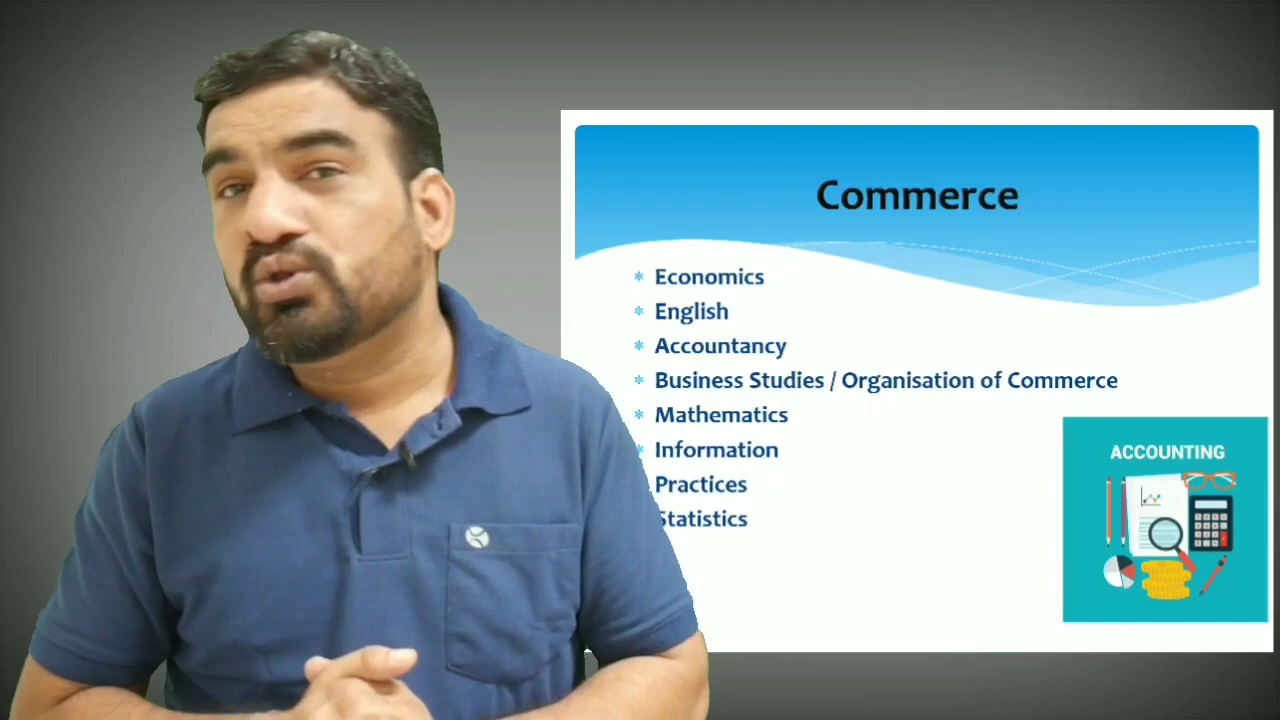 Commerce
Economics
English
Accountancy
Business Studies / Organisation of Commerce
Mathematics
Information
Practices
Statistics
ACCOUNTING